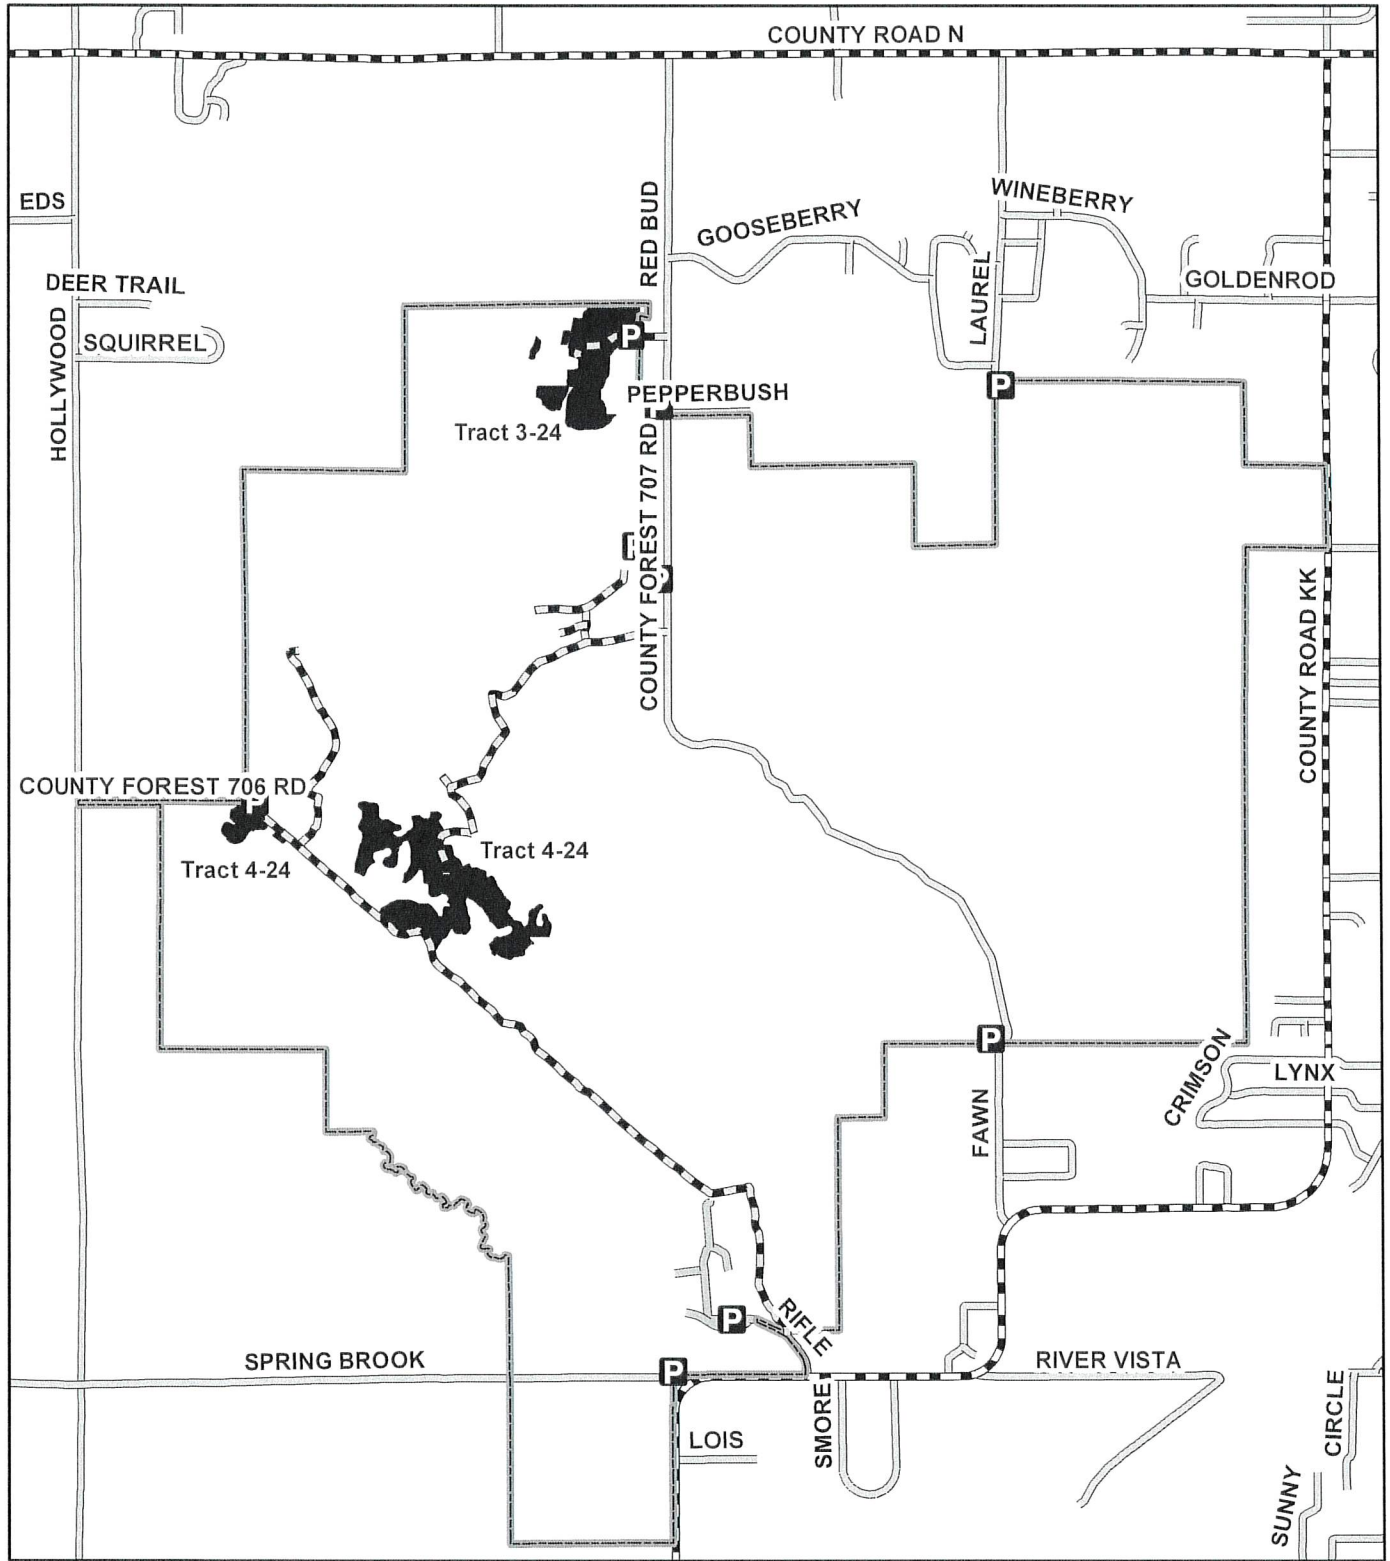 COUNTY ROAD N
EDS
RED BUD
GOOSEBERRY
WINEBERRY
DEER TRAIL
LAUREL
GOLDENROD
HOLLYWOOD
SQUIRREL
P
P
PEPPERBUSH
Tract 3-24
COUNTY FOREST 707 RD
COUNTY ROAD KK
COUNTY FOREST 706 RD
P
Tract 4-24
Tract 4-24
P
CRIMSON
LYNX
FAWN
P
RIFLE
SPRING BROOK
P
RIVER VISTA
SMORE
LOIS
CIRCLE
SUNNY